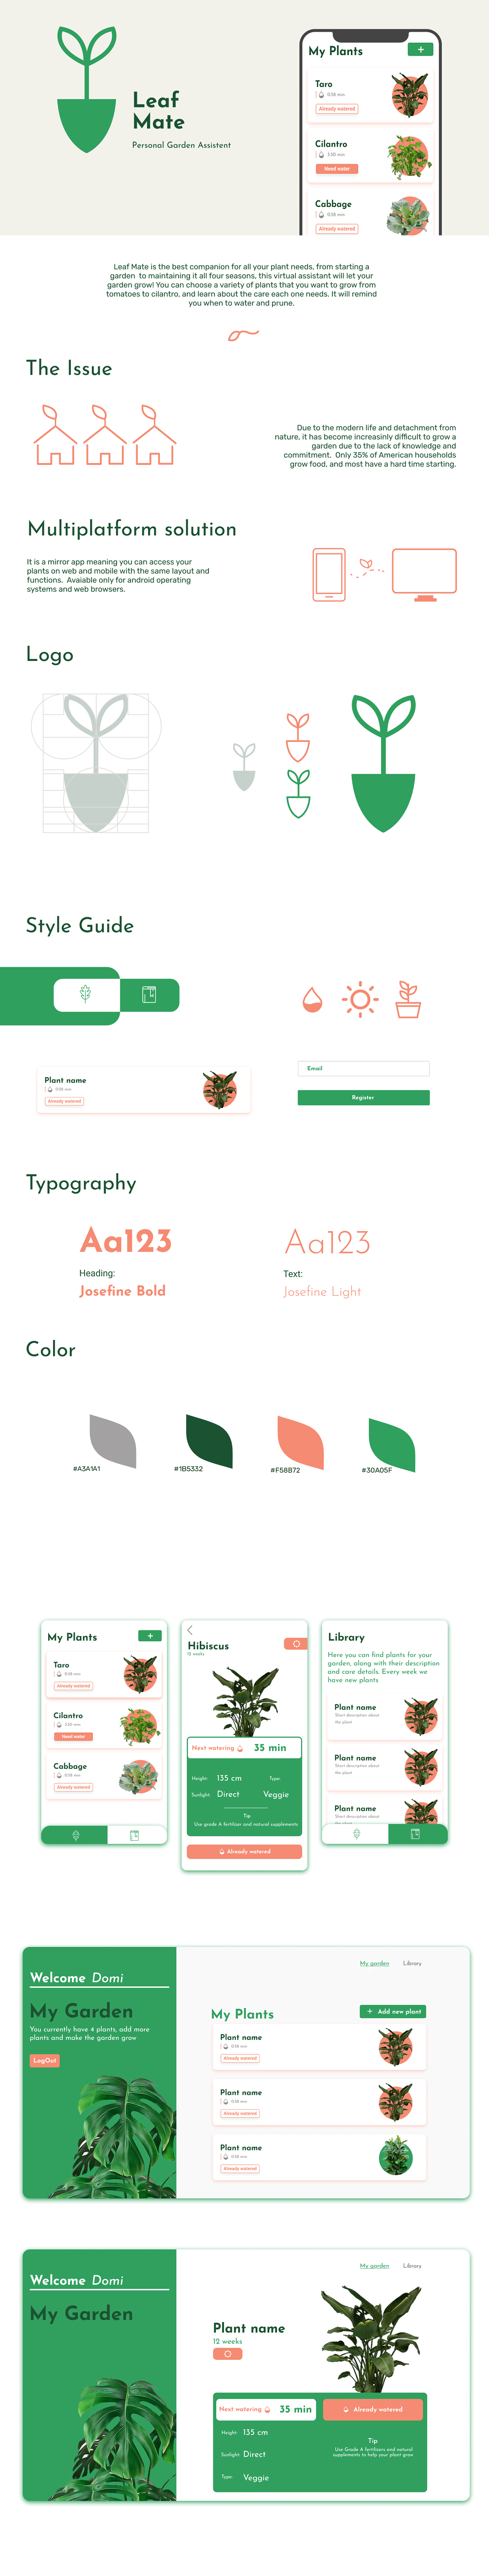 Leaf
Mate
Personal Garden Assistent
My Plants
+
Taro
0:58 min
Already watered
Cilantro
3:50 min
Need water
Cabbage
0:58 min
Already watered
Leaf Mate is the best companion for all your plant needs, from starting a
garden to maintaining it all four seasons, this virtual assistant will let your
garden grow! You can choose a variety of plants that you want to grow from
tomatoes to cilantro, and learn about the care each one needs. It will remind
you when to water and prune.
The Issue
Due to the modern life and detachment from
nature, it has become increasinly difficult to grow a
garden due to the lack of knowledge and
commitment. Only 35% of American households
grow food, and most have a hard time starting.
Multiplatform solution
It is a mirror app meaning you can access your
plants on web and mobile with the same layout and
functions. Avaiable only for android operating
systems and web browsers.
Logo
Style Guide
Plant name
0:58 min
Already watered
Email
Register
Typography
Aa123
Heading:
Josefine Bold
Aa123
Text:
Josefine Light
Color
#A3A1A1
#1B5332
#F58B72
#30A05F
My Plants
+
Taro
0:58 min
Already watered
Cilantro
3:50 min
Need water
Cabbage
0:58 min
Already watered
Hibiscus
12 weeks
Next watering
35 min
Height:
135 cm
Type:
Sunlight:
Direct
Veggie
Tip
Use grade A fertilizer and natural supplements
Already watered
Library
Here you can find plants for your
garden, along with their description
and care details. Every week we
have new plants
Plant name
Short description about
the plant
Plant name
Short description about
the plant
Plant name
Short description about
the plant
Welcome Domi
My Garden
You currently have 4 plants, add more
plants and make the garden grow
LogOut
My garden
Library
My Plants
+ Add new plant
Plant name
0:58 min
Already watered
Plant name
0:58 min
Already watered
Plant name
0:58 min
Already watered
Welcome Domi
My Garden
My garden
Library
Plant name
12 weeks
Next watering
35 min
Already watered
Height:
135 cm
Sunlight:
Direct
Type:
Veggie
Tip
Use Grade A fertilizers and natural
supplements to help your plant grow